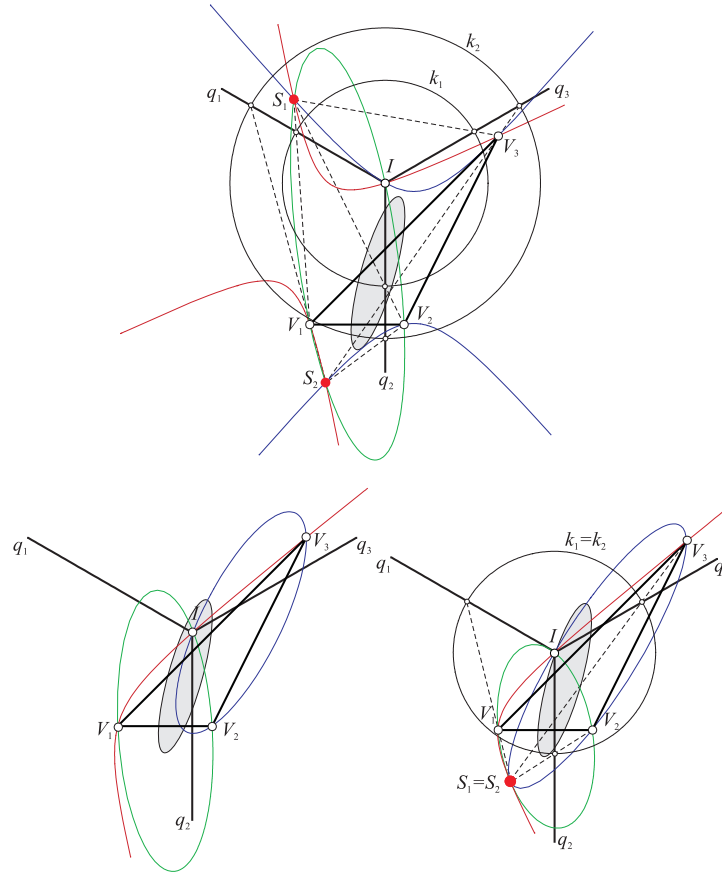 k₂
k₁
q₁
S₁
q₃
I
V₃
V₁
V₂
S₂
q₂
q₁
V₃
q₃
I
V₁
V₂
q₂
k₁=k₂
q₁
V₃
q
I
V₁
V₂
S₁=S₂
q₂